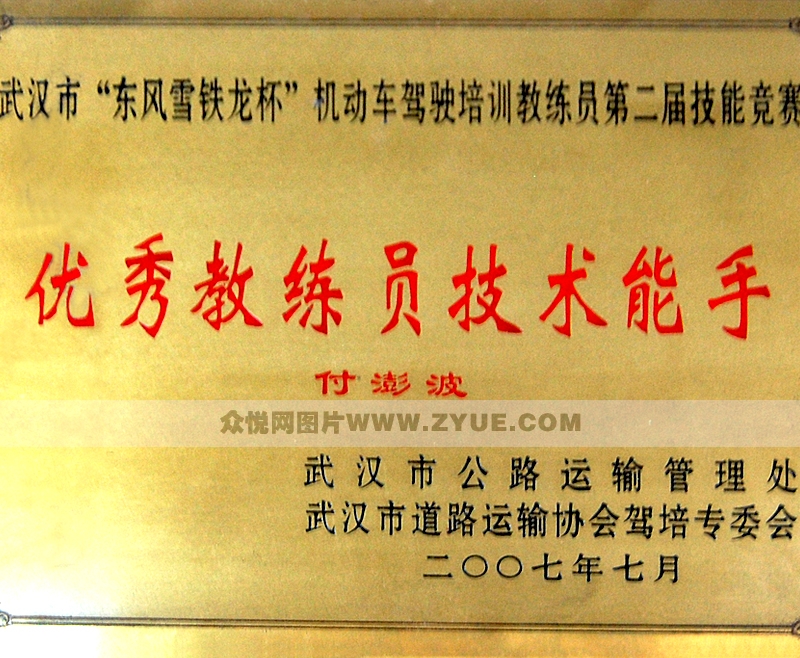 武汉市“东风雪铁龙杯”机动车驾驶培训教练员第二届技能竞赛
优秀教练员技术能手
付澎波
众悦网图片WWW.ZYUE.COM
武汉市公路运输管理处
武汉市道路运输协会驾培专委会
二〇〇七年七月